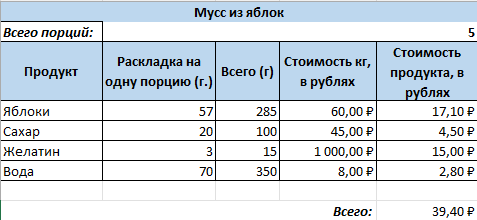 Мусс из яблок
Всего порций: 5
Продукт Раскладка на одну порцию (г.) Всего (г) Стоимость кг, в рублях Стоимость продукта, в рублях
Яблоки 57 285 60,00 ₽ 17,10 ₽
Сахар 20 100 45,00 ₽ 4,50 ₽
Желатин 3 15 1 000,00 ₽ 15,00 ₽
Вода 70 350 8,00 ₽ 2,80 ₽
Всего: 39,40 ₽